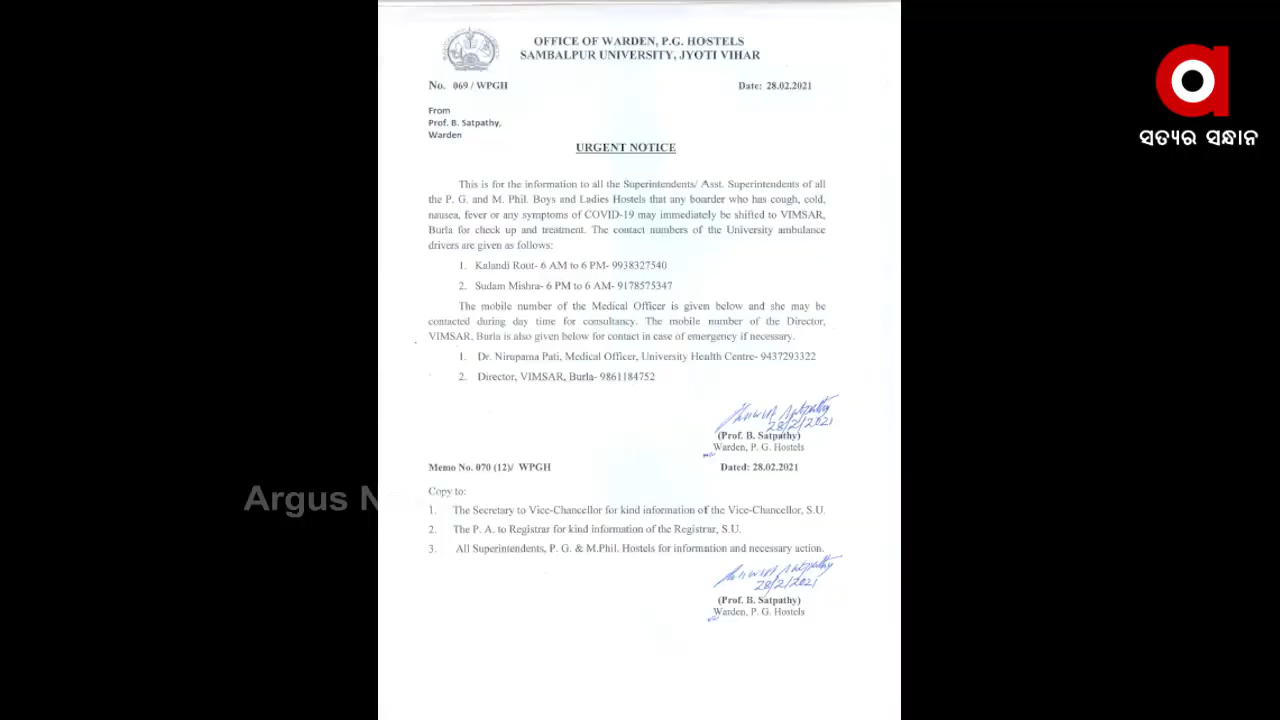 OFFICE OF WARDEN, P.G. HOSTELS
SAMBALPUR UNIVERSITY, JYOTI VIHAR
No. 069 / WPGH Date: 28.02.2021
From
Prof. B. Satpathy,
Warden
URGENT NOTICE
This is for the information to all the Superintendents/ Asst. Superintendents of all
the P. G. and M. Phil. Boys and Ladies Hostels that any boarder who has cough, cold,
nausea, fever or any symptoms of COVID-19 may immediately be shifted to VIMSAR,
Burla for check up and treatment. The contact numbers of the University ambulance
drivers are given as follows:
1. Kalandi Rout- 6 AM to 6 PM- 9938327540
2. Sudam Mishra- 6 PM to 6 AM- 9178575347
The mobile number of the Medical Officer is given below and she may be
contacted during day time for consultancy. The mobile number of the Director,
VIMSAR, Burla is also given below for contact in case of emergency if necessary.
1. Dr. Nirupama Pati, Medical Officer, University Health Centre- 9437293322
2. Director, VIMSAR, Burla- 9861184752
Satpathy
28/2/2021
(Prof. B. Satpathy)
Warden, P. G. Hostels
Memo No. 070 (12)/ WPGH Dated: 28.02.2021
Copy to:
1. The Secretary to Vice-Chancellor for kind information of the Vice-Chancellor, S.U.
2. The P. A. to Registrar for kind information of the Registrar, S.U.
3. All Superintendents, P. G. & M.Phil. Hostels for information and necessary action.
Satpathy
28/2/2021
(Prof. B. Satpathy)
Warden, P. G. Hostels
Argus
ସତ୍ୟର ସନ୍ଧାନ